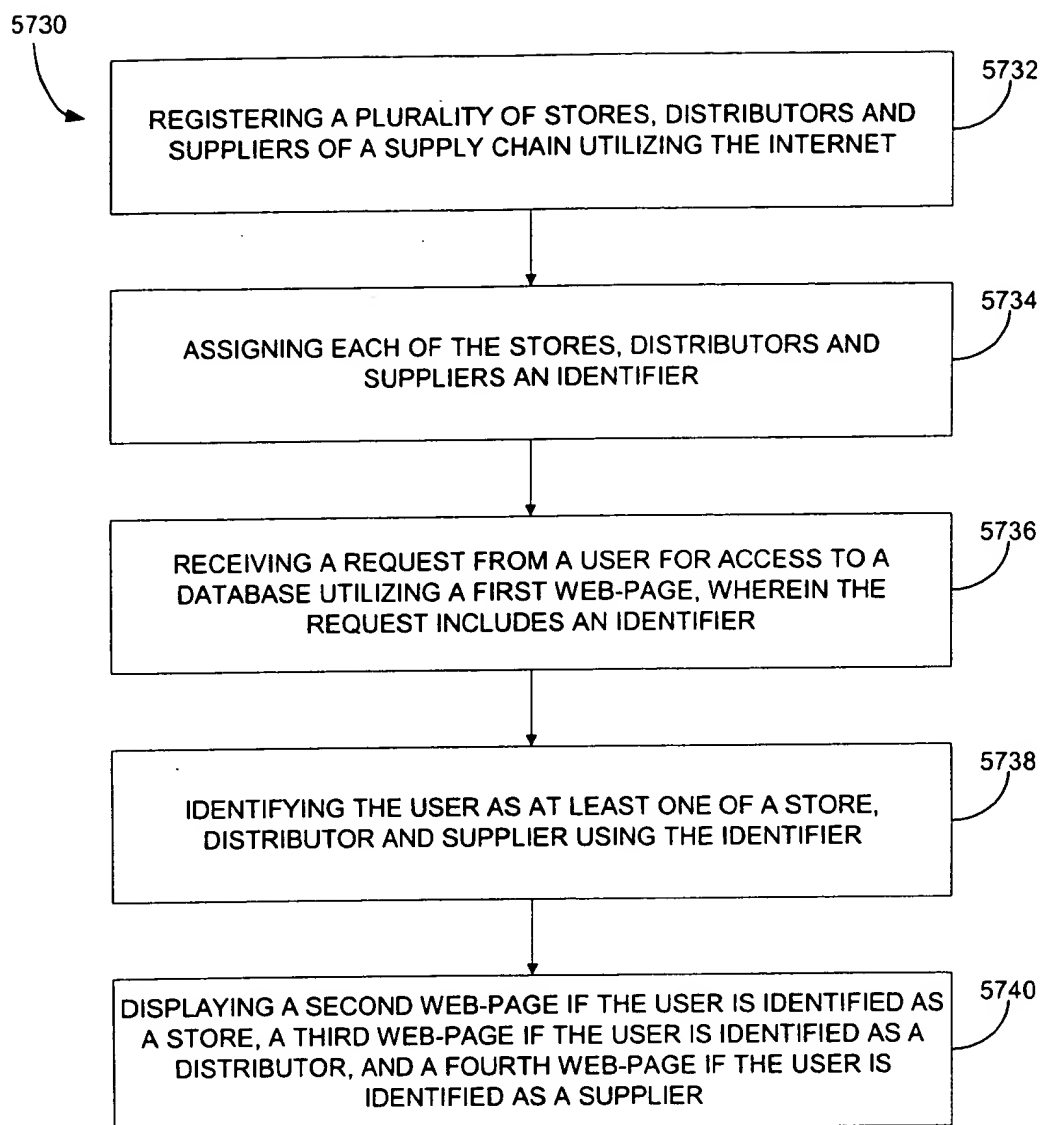 5730
5732
REGISTERING A PLURALITY OF STORES, DISTRIBUTORS AND
SUPPLIERS OF A SUPPLY CHAIN UTILIZING THE INTERNET
5734
ASSIGNING EACH OF THE STORES, DISTRIBUTORS AND
SUPPLIERS AN IDENTIFIER
5736
RECEIVING A REQUEST FROM A USER FOR ACCESS TO A
DATABASE UTILIZING A FIRST WEB-PAGE, WHEREIN THE
REQUEST INCLUDES AN IDENTIFIER
5738
IDENTIFYING THE USER AS AT LEAST ONE OF A STORE,
DISTRIBUTOR AND SUPPLIER USING THE IDENTIFIER
5740
DISPLAYING A SECOND WEB-PAGE IF THE USER IS IDENTIFIED AS
A STORE, A THIRD WEB-PAGE IF THE USER IS IDENTIFIED AS A
DISTRIBUTOR, AND A FOURTH WEB-PAGE IF THE USER IS
IDENTIFIED AS A SUPPLIER